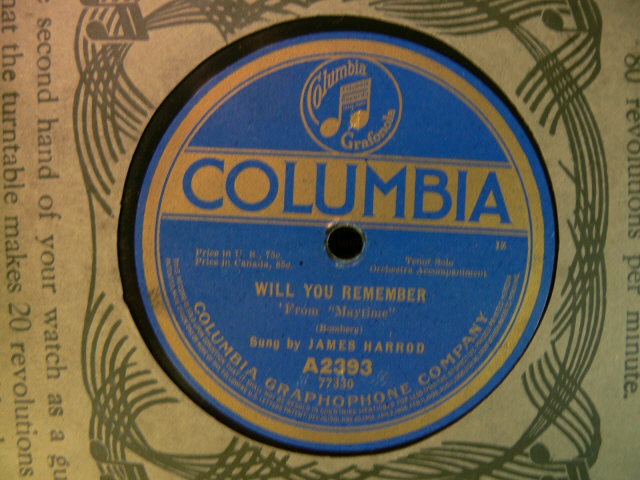 Columbia
Grafonola
COLUMBIA
Price in U. S., 75c.
Price in Canada, 85c.
Tenor Solo
Orchestra Accompaniment
WILL YOU REMEMBER
From "Maytime"
(Romberg)
Sung by JAMES HARROD
A2393
77330
COLUMBIA GRAPHOPHONE COMPANY
second hand of your watch as a gu
hat the turntable makes 20 revolutions
80 revolutions per minute.